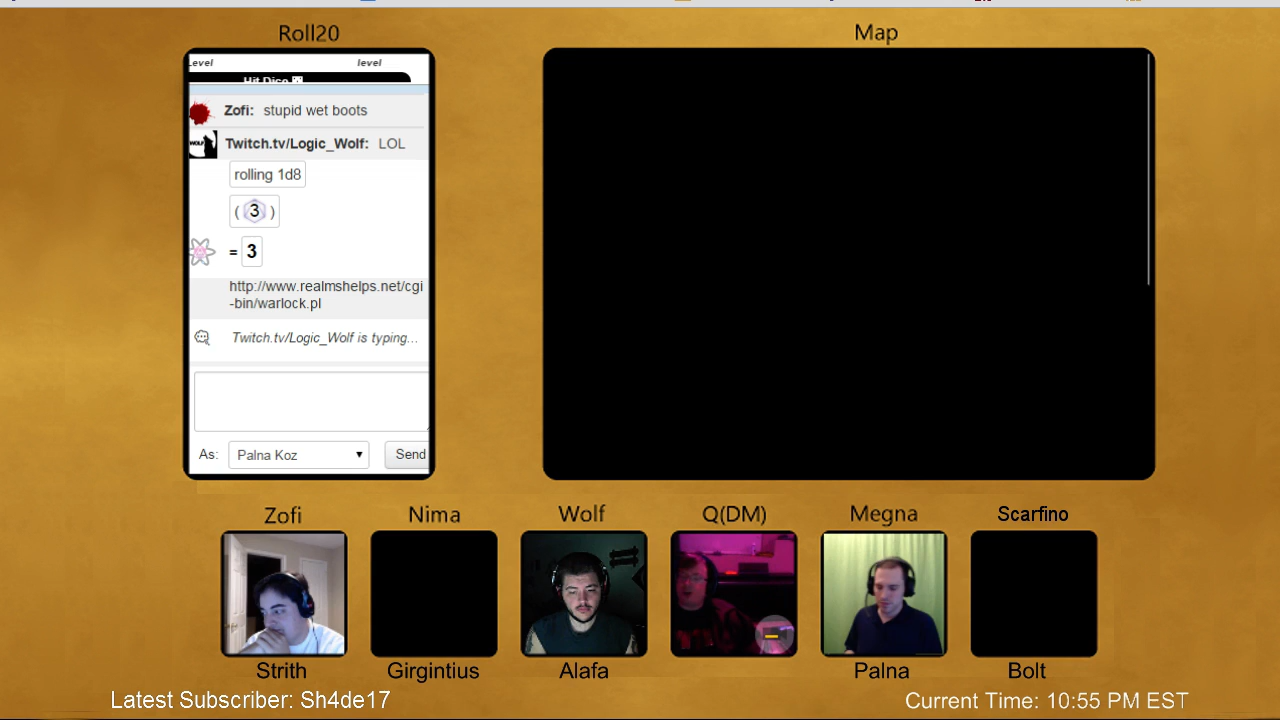 Roll20
Map
Level
level
Hit Dice
Zofi: stupid wet boots
WOLF
Twitch.tv/Logic_Wolf: LOL
rolling 1d8
( 3 )
= 3
http://www.realmshelps.net/cgi
-bin/warlock.pl
Twitch.tv/Logic_Wolf is typing...
As: Palna Koz Send
Zofi
Nima
Wolf
Q(DM)
Megna
Scarfino
Strith
Girgintius
Alafa
Palna
Bolt
Latest Subscriber: Sh4de17
Current Time: 10:55 PM EST